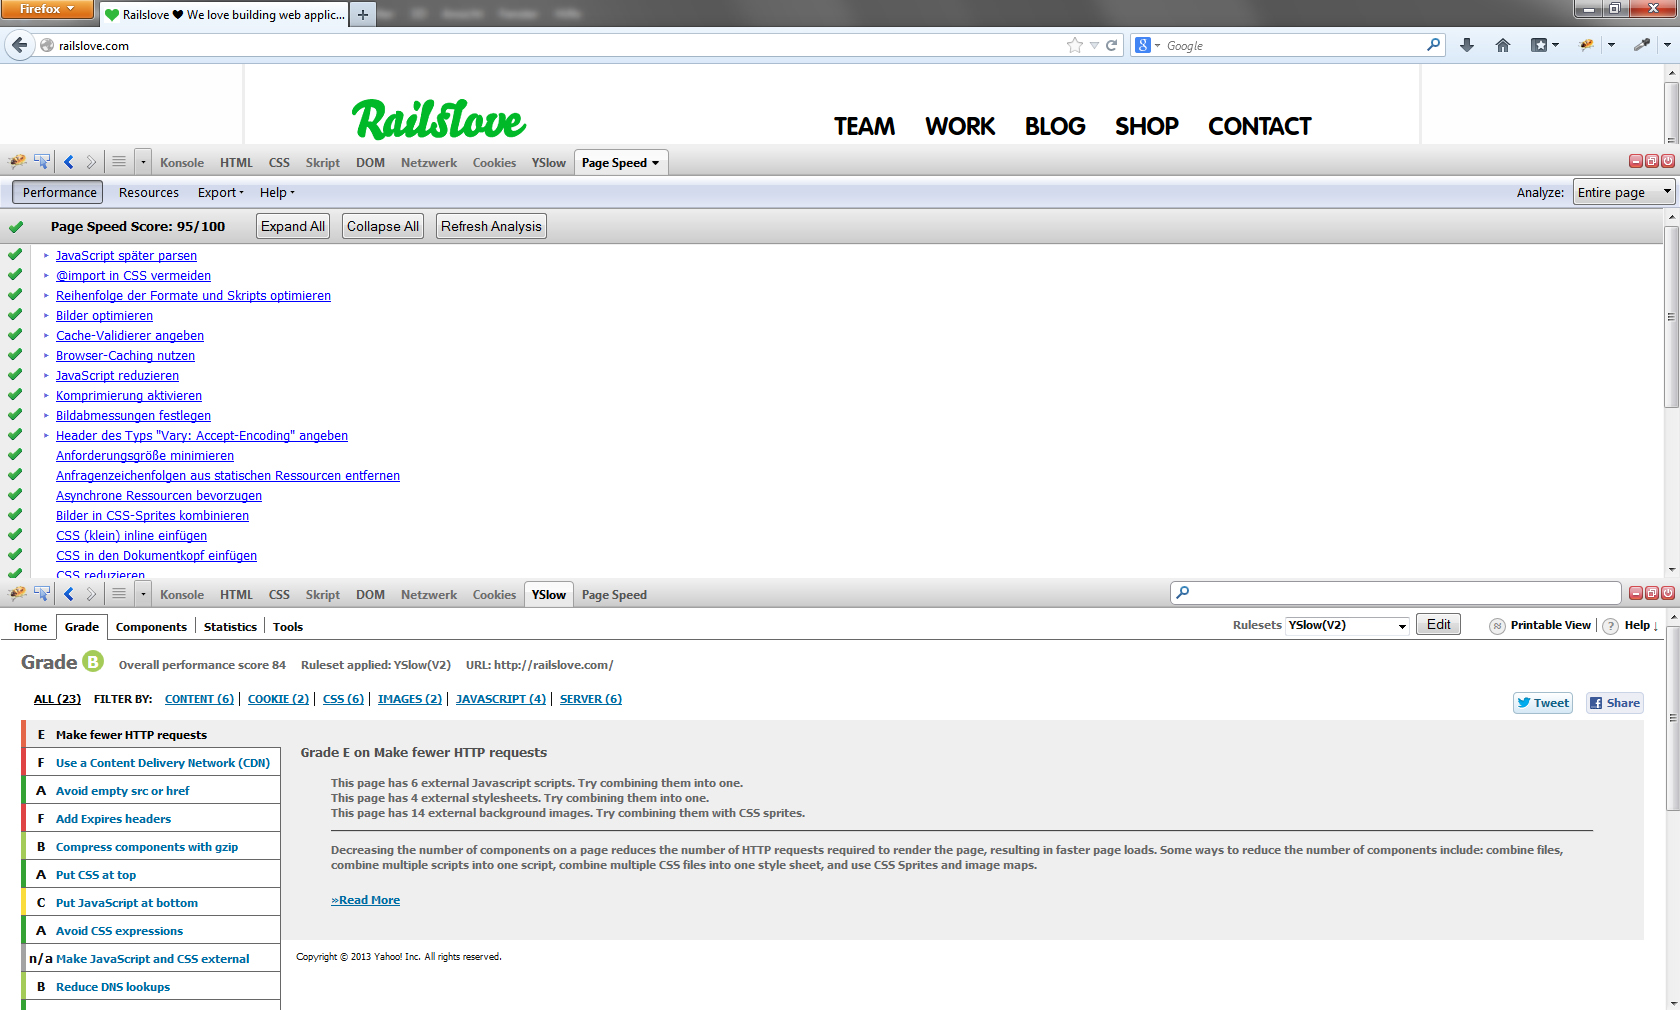 Firefox
Railslove ♥ We love building web applic...
railslove.com
Google
Railslove
TEAM WORK BLOG SHOP CONTACT
Konsole HTML CSS Skript DOM Netzwerk Cookies YSlow Page Speed
Performance Resources Export Help Analyze: Entire page
Page Speed Score: 95/100 Expand All Collapse All Refresh Analysis
JavaScript später parsen
@import in CSS vermeiden
Reihenfolge der Formate und Skripts optimieren
Bilder optimieren
Cache-Validierer angeben
Browser-Caching nutzen
JavaScript reduzieren
Komprimierung aktivieren
Bildabmessungen festlegen
Header des Typs "Vary: Accept-Encoding" angeben
Anforderungsgröße minimieren
Anfragenzeichenfolgen aus statischen Ressourcen entfernen
Asynchrone Ressourcen bevorzugen
Bilder in CSS-Sprites kombinieren
CSS (klein) inline einfügen
CSS in den Dokumentkopf einfügen
CSS reduzieren
Konsole HTML CSS Skript DOM Netzwerk Cookies YSlow Page Speed
Home Grade Components Statistics Tools Rulesets YSlow(V2) Edit Printable View Help ↓
Grade B Overall performance score 84 Ruleset applied: YSlow(V2) URL: http://railslove.com/
ALL (23) FILTER BY: CONTENT (6) COOKIE (2) CSS (6) IMAGES (2) JAVASCRIPT (4) SERVER (6)
Tweet Share
E Make fewer HTTP requests
F Use a Content Delivery Network (CDN)
A Avoid empty src or href
F Add Expires headers
B Compress components with gzip
A Put CSS at top
C Put JavaScript at bottom
A Avoid CSS expressions
n/a Make JavaScript and CSS external
B Reduce DNS lookups
Grade E on Make fewer HTTP requests
This page has 6 external Javascript scripts. Try combining them into one.
This page has 4 external stylesheets. Try combining them into one.
This page has 14 external background images. Try combining them with CSS sprites.
Decreasing the number of components on a page reduces the number of HTTP requests required to render the page, resulting in faster page loads. Some ways to reduce the number of components include: combine files,
combine multiple scripts into one script, combine multiple CSS files into one style sheet, and use CSS Sprites and image maps.
»Read More
Copyright © 2013 Yahoo! Inc. All rights reserved.